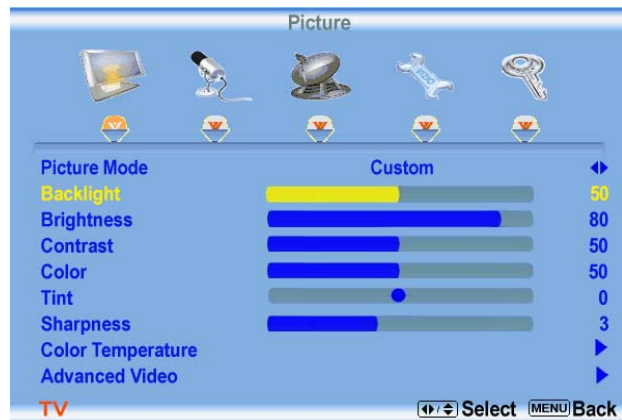 Picture
VIZIO
Picture Mode Custom
Backlight 50
Brightness 80
Contrast 50
Color 50
Tint 0
Sharpness 3
Color Temperature
Advanced Video
TV Select MENU Back